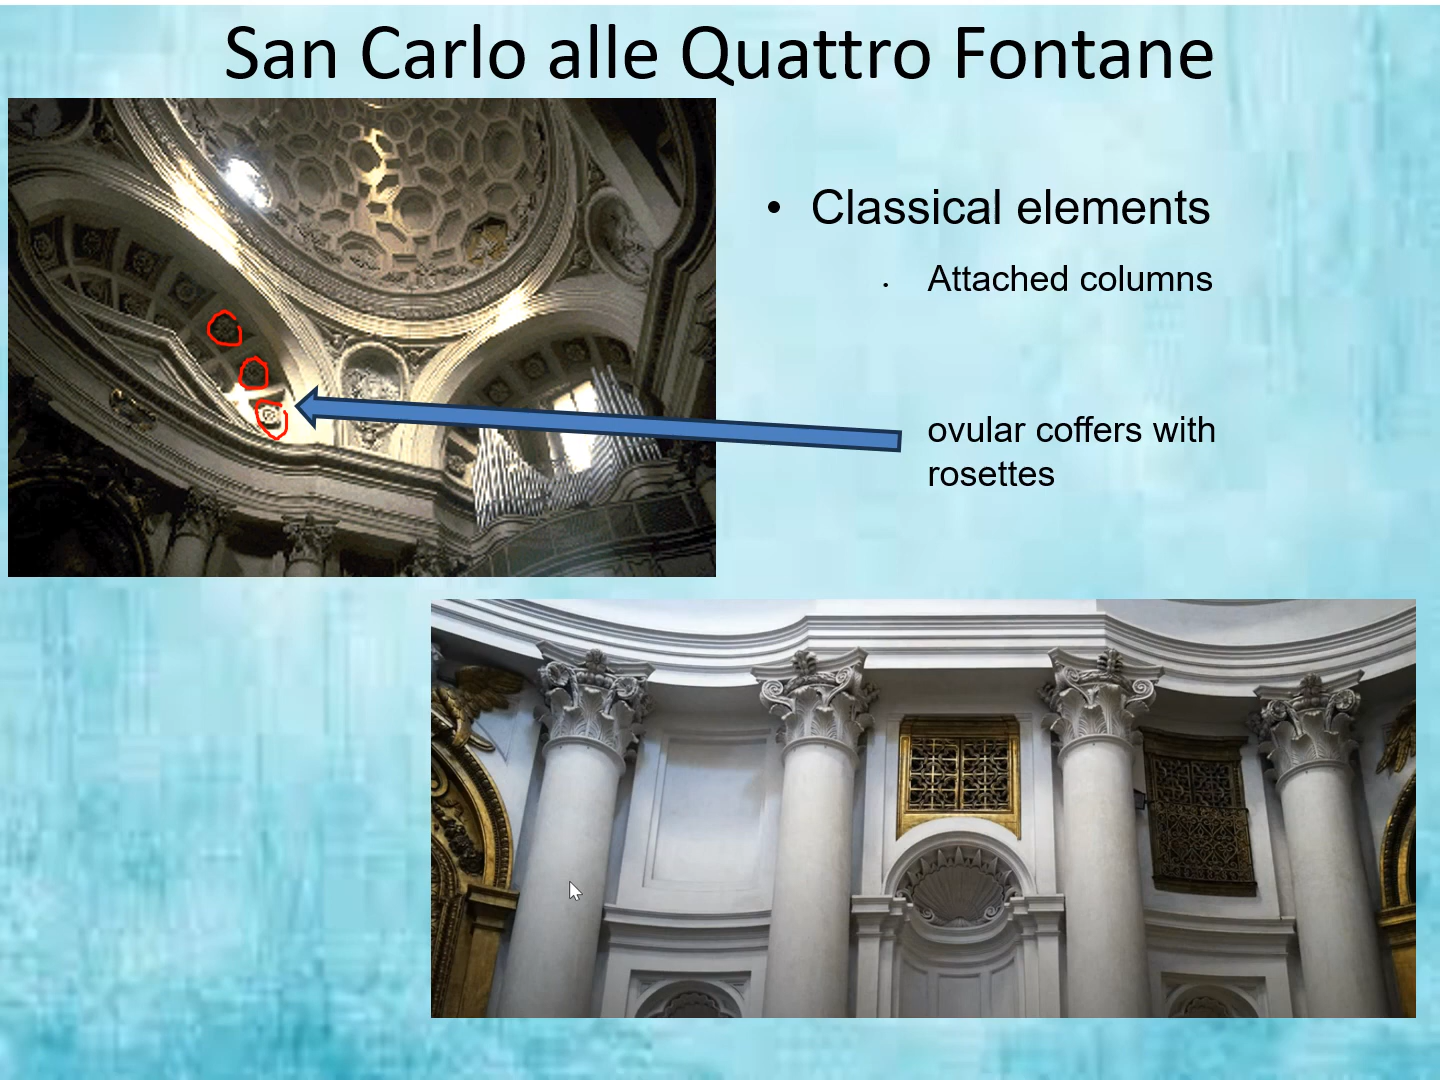 San Carlo alle Quattro Fontane
• Classical elements
• Attached columns
ovular coffers with
rosettes